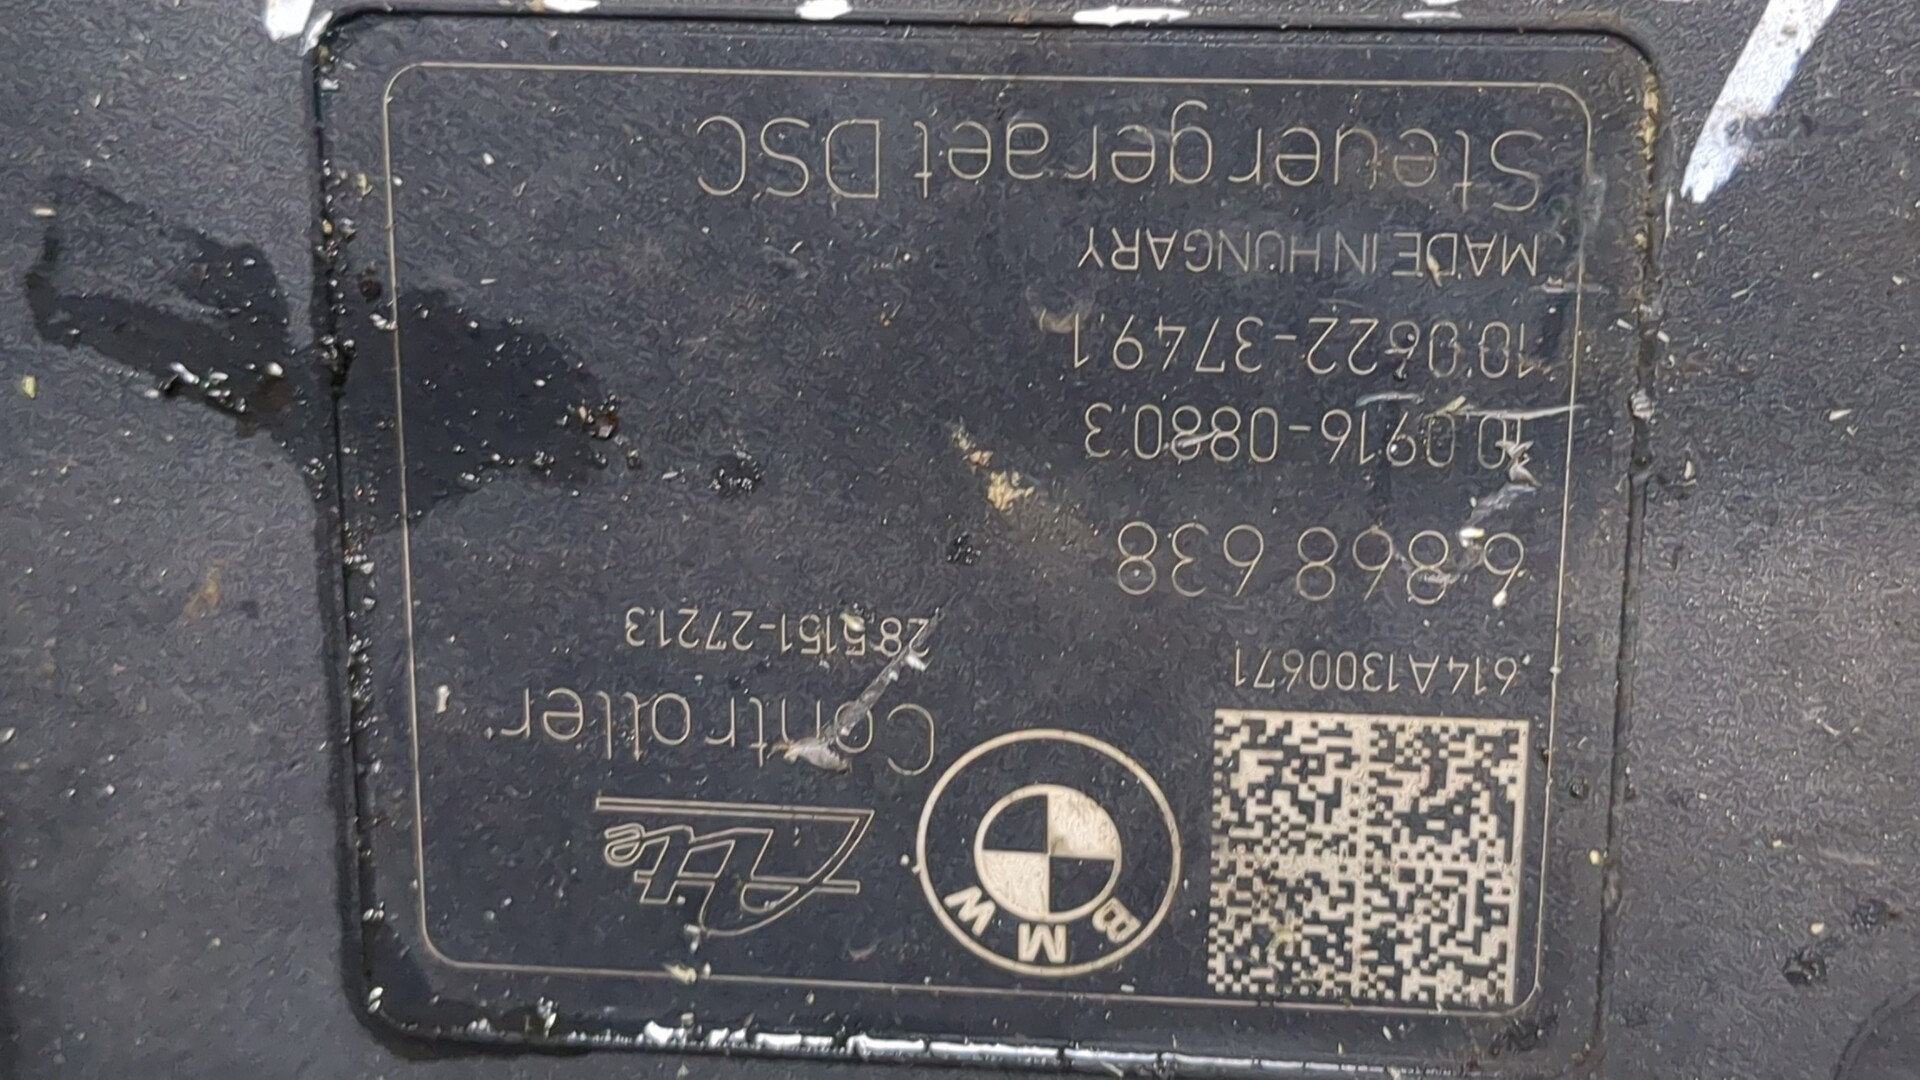 BMW
Ate
Controller
28.5151-2721.3
614A1300671
6 868 638
10.0916-0880.3
10.0622-3749.1
MADE IN HUNGARY
Steuergeraet DSC